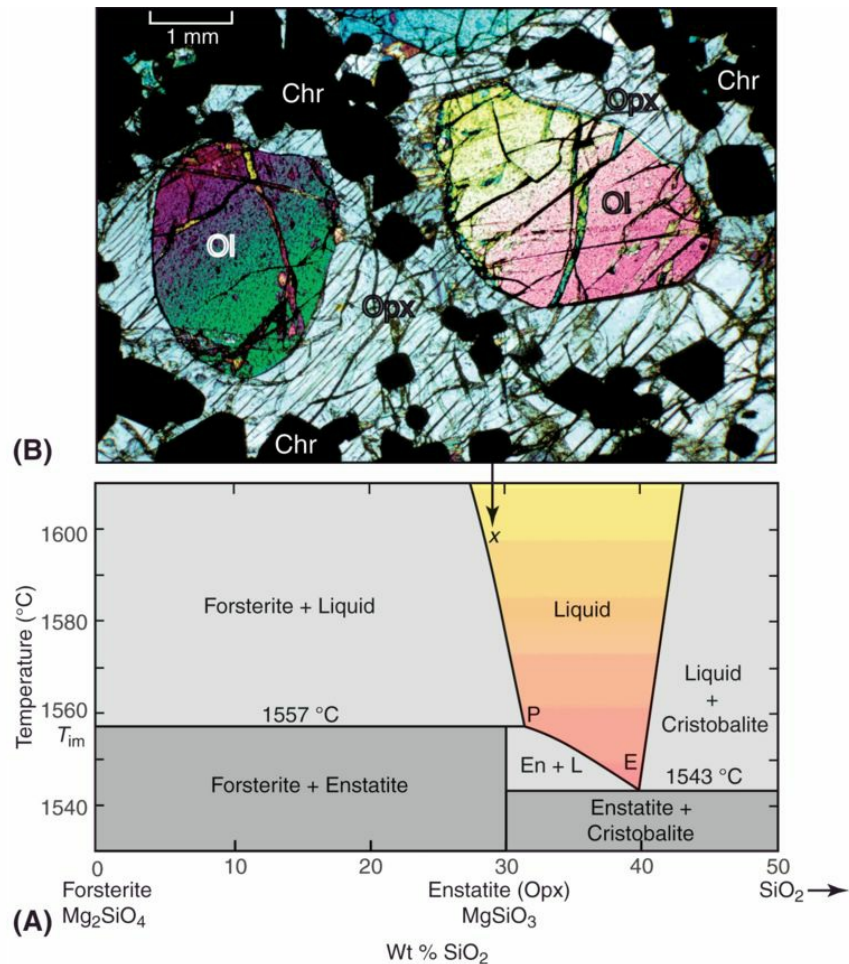 1 mm
Chr
Chr
Opx
Ol
Ol
Opx
Chr
(B)
1600
x
Forsterite + Liquid
Liquid
1580
Temperature (°C)
Liquid
+
Cristobalite
1560
1557 °C
P
T_im
En + L
E
1543 °C
Forsterite + Enstatite
1540
Enstatite +
Cristobalite
0 10 20 30 40 50
Forsterite Enstatite (Opx) SiO₂
(A) Mg₂SiO₄ MgSiO₃
Wt % SiO₂